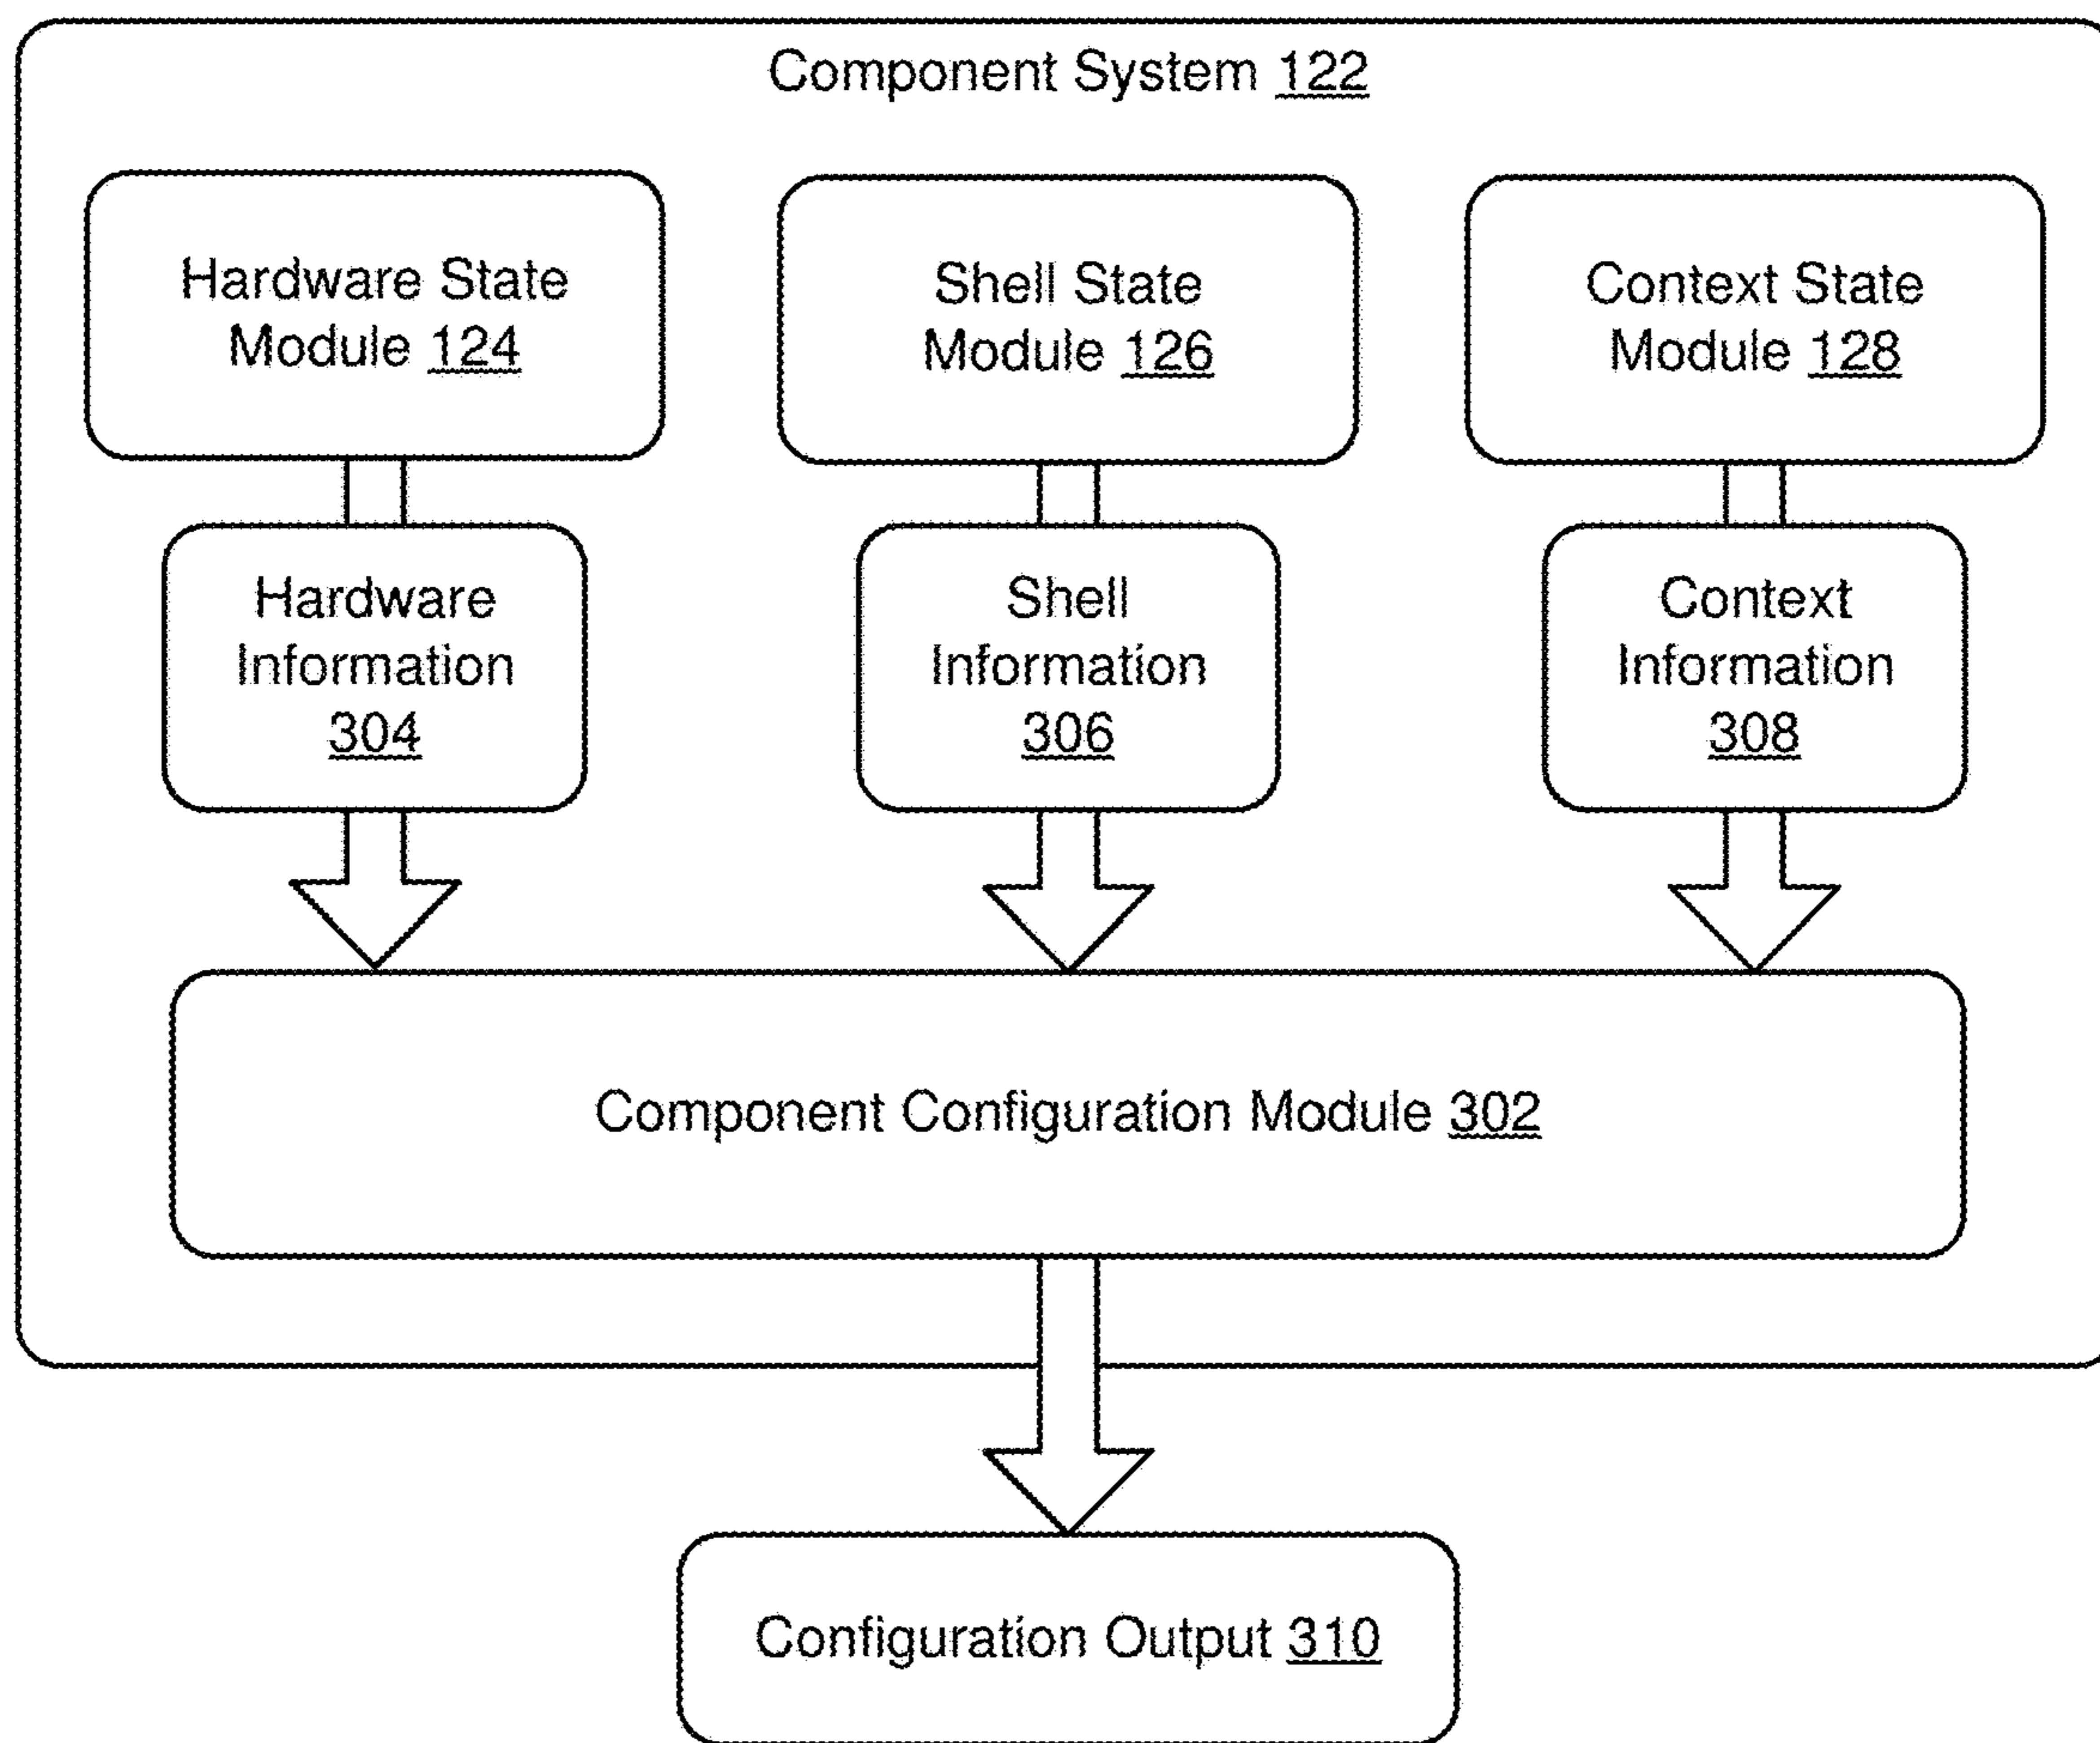 Component System 122
Hardware State
Module 124
Shell State
Module 126
Context State
Module 128
Hardware
Information
304
Shell
Information
306
Context
Information
308
Component Configuration Module 302
Configuration Output 310